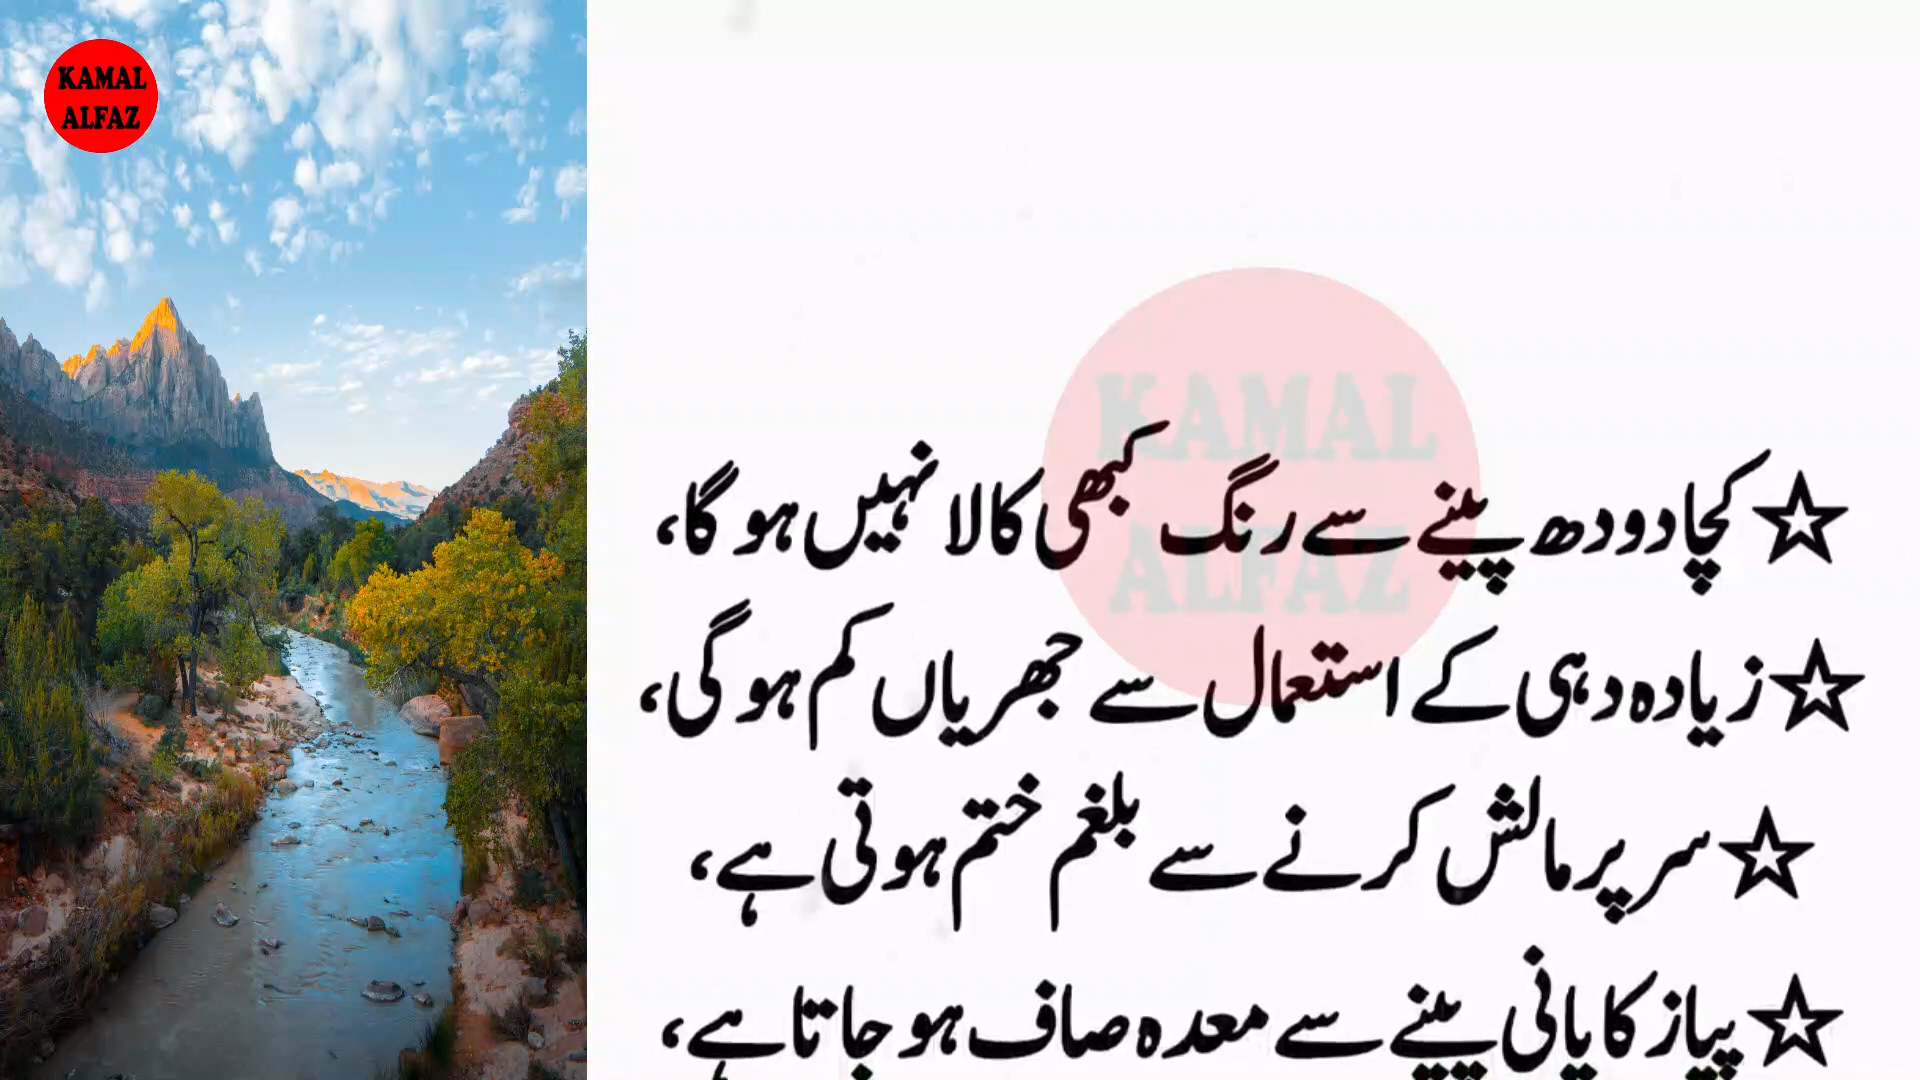 KAMAL
ALFAZ
KAMAL
ALFAZ
☆ کچا دودھ پینے سے رنگ کبھی کالا نہیں ہو گا،
☆ زیادہ دہی کے استعمال سے جھریاں کم ہو گی،
☆ سر پر مالش کرنے سے بلغم ختم ہوتی ہے،
☆ پیاز کا پانی پینے سے معدہ صاف ہو جاتا ہے،